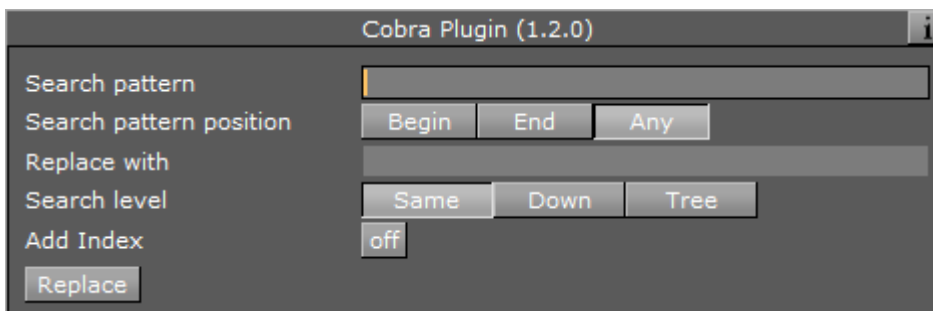 Cobra Plugin (1.2.0) i
Search pattern
Search pattern position Begin End Any
Replace with
Search level Same Down Tree
Add Index off
Replace